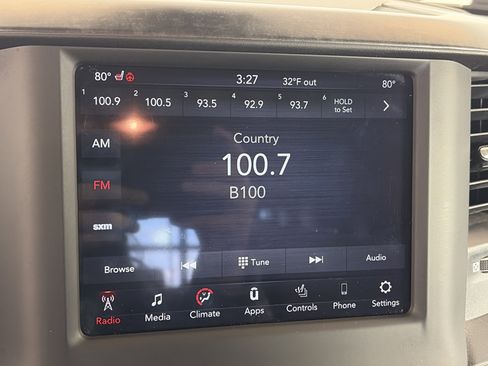 80° 3:27 32°F out 80°
1 100.9 2 100.5 3 93.5 4 92.9 5 93.7 6 HOLD to Set
Country
AM
100.7
FM
B100
sxm
Browse Tune Audio
Radio Media Climate Apps Controls Phone Settings